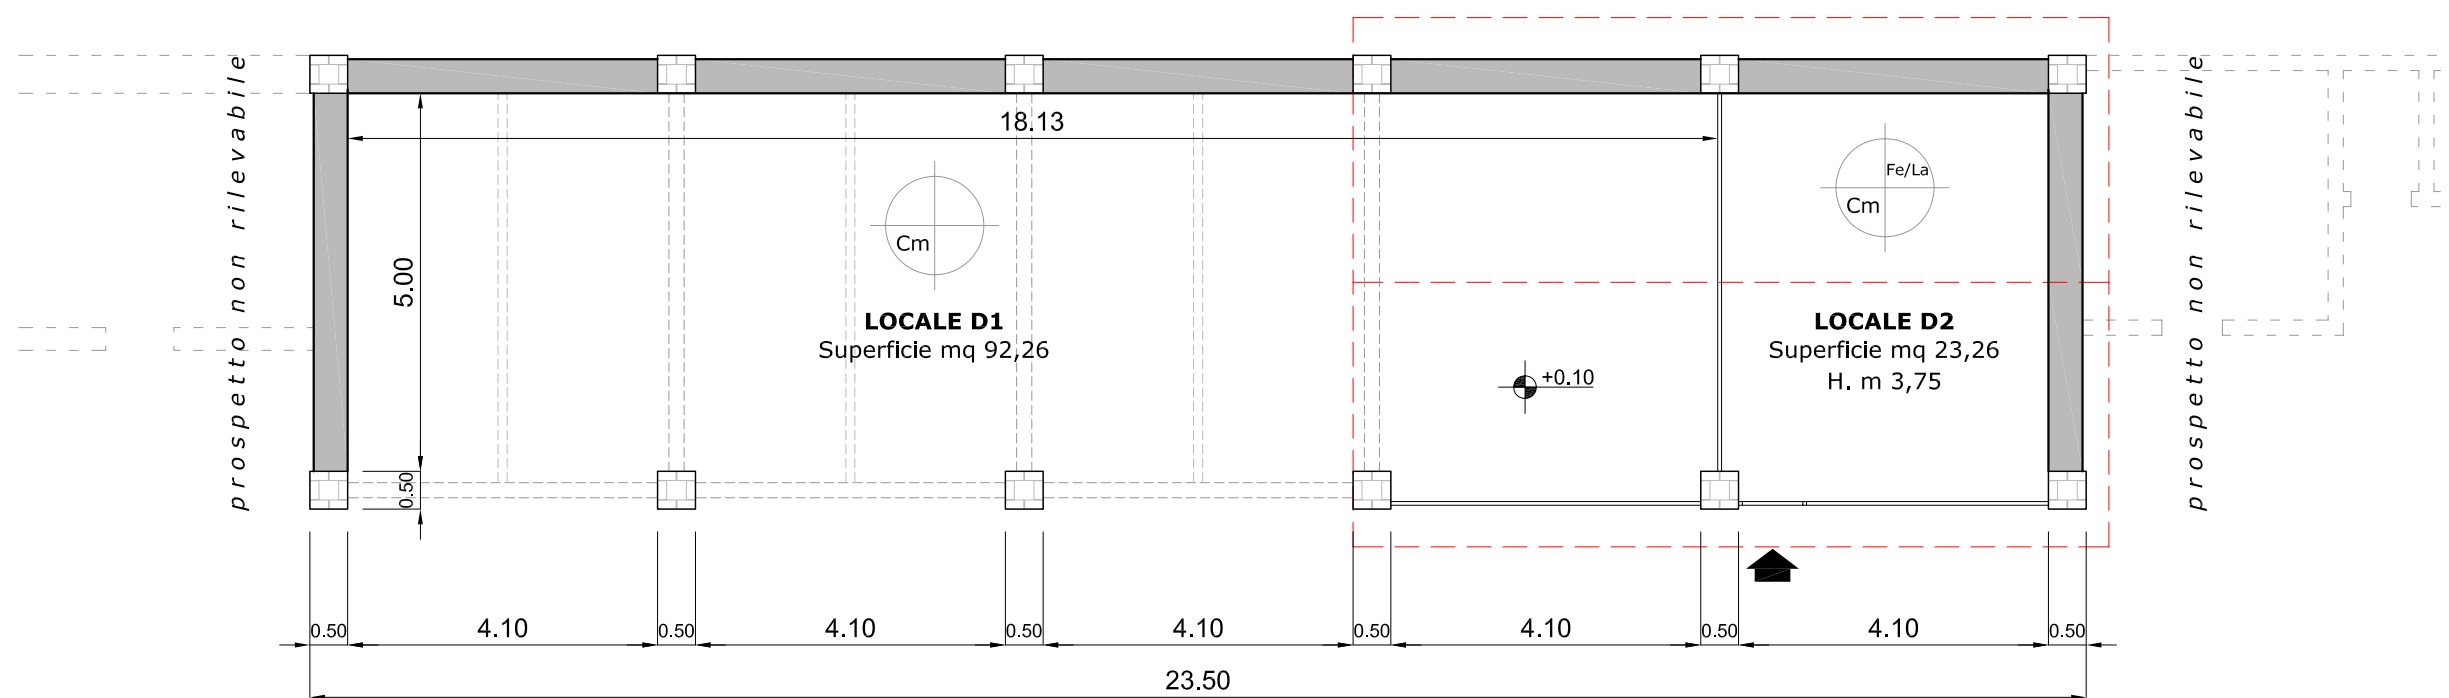 prospetto non rilevabile
18.13
5.00
0.50
Cm
LOCALE D1
Superficie mq 92,26
+0.10
Fe/La
Cm
LOCALE D2
Superficie mq 23,26
H. m 3,75
prospetto non rilevabile
0.50 4.10 0.50 4.10 0.50 4.10 0.50 4.10 0.50 4.10 0.50
23.50